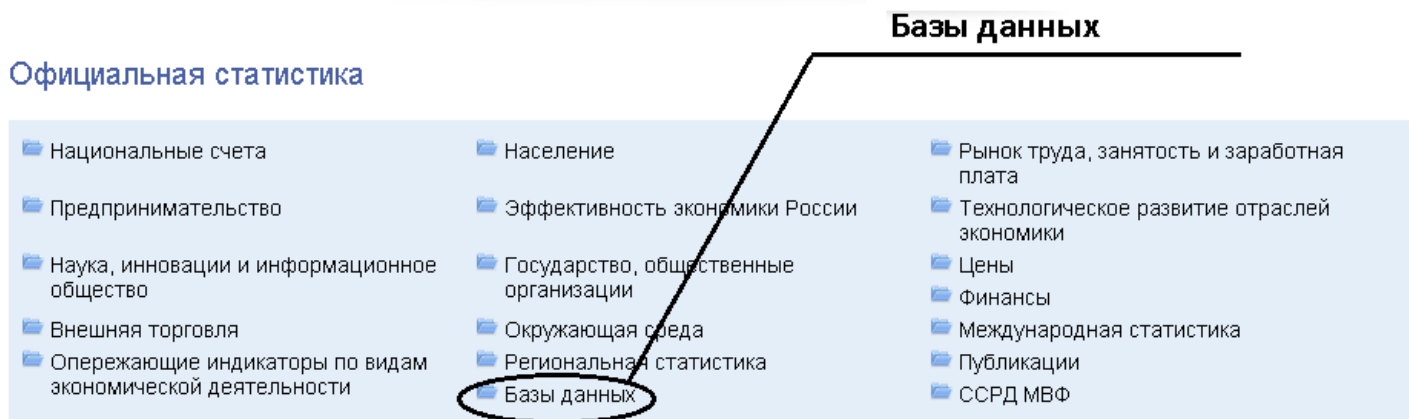 Базы данных
Официальная статистика
Национальные счета
Население
Рынок труда, занятость и заработная
плата
Предпринимательство
Эффективность экономики России
Технологическое развитие отраслей
экономики
Наука, инновации и информационное
общество
Государство, общественные
организации
Цены
Финансы
Внешняя торговля
Окружающая среда
Международная статистика
Опережающие индикаторы по видам
экономической деятельности
Региональная статистика
Публикации
Базы данных
ССРД МВФ